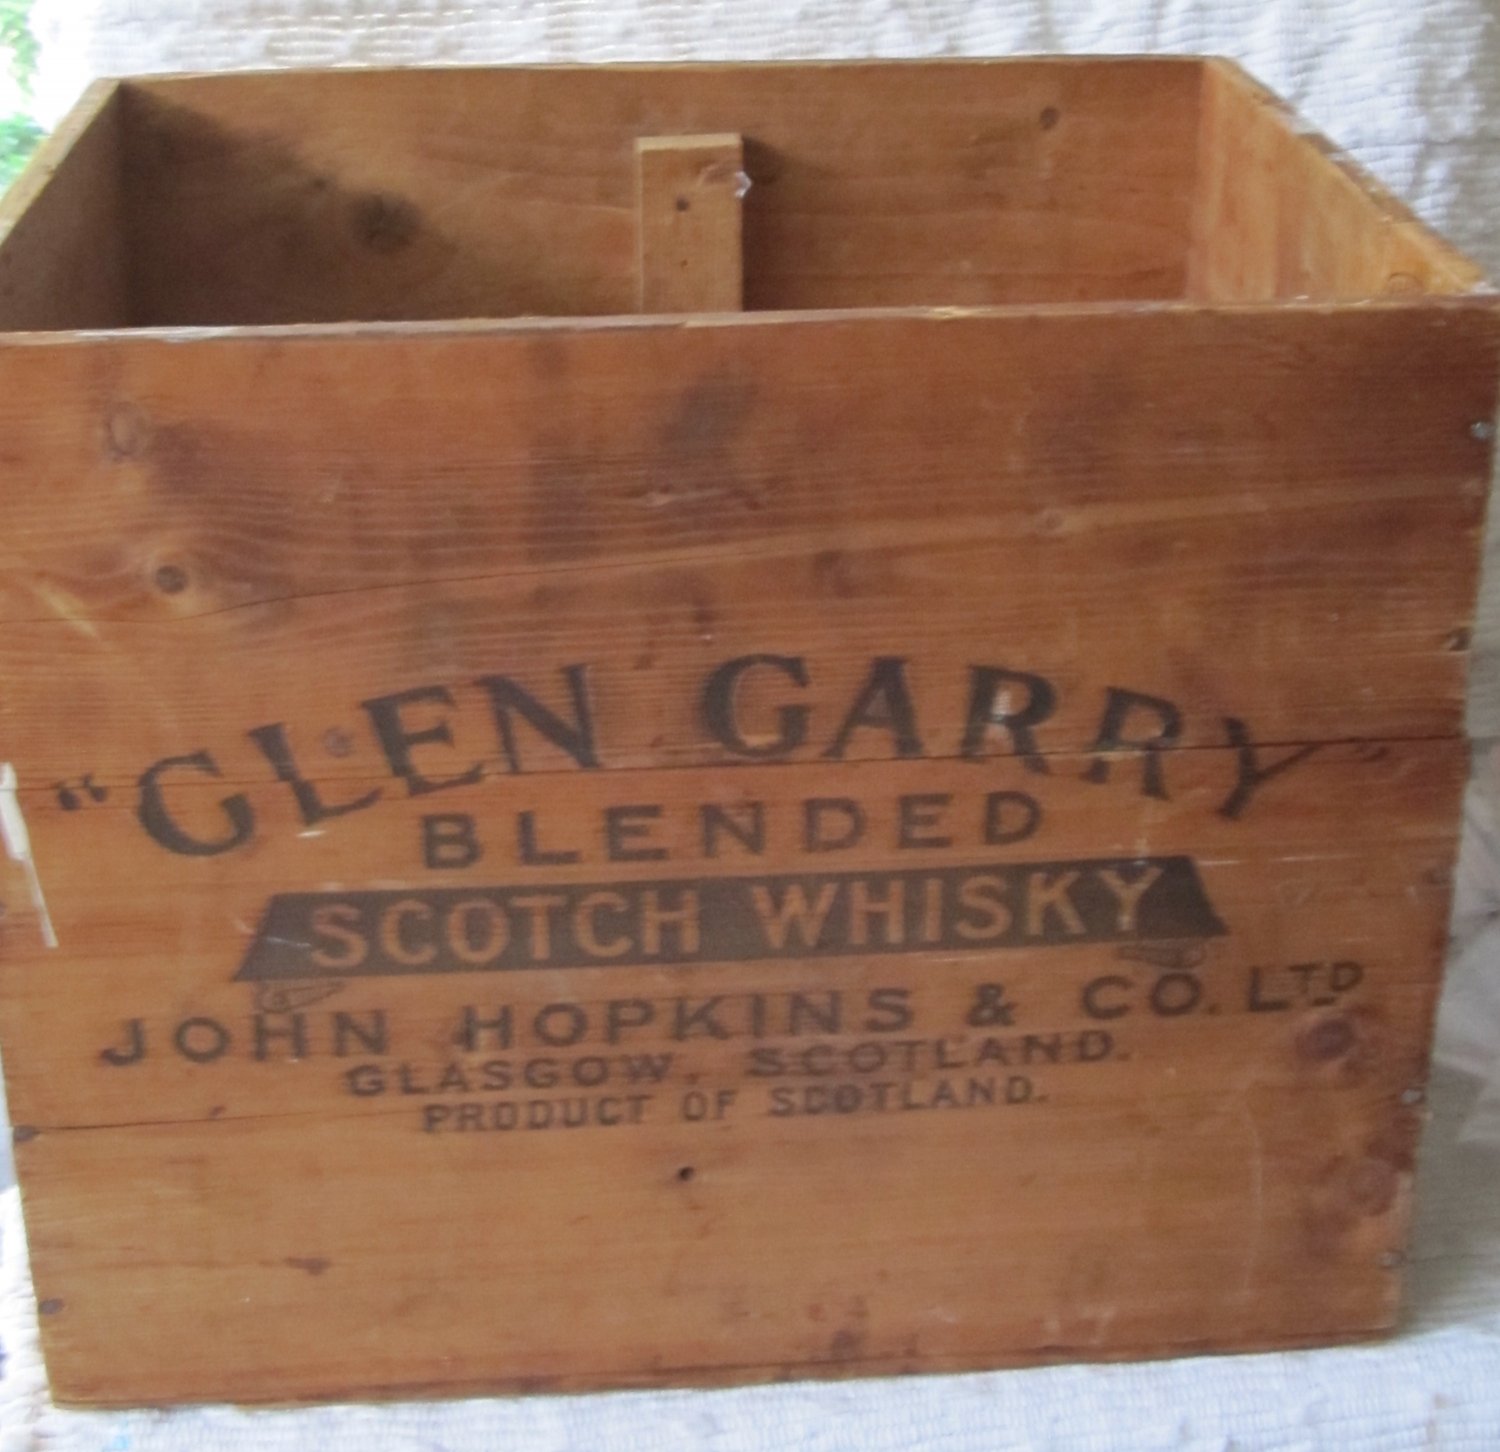 "GLEN GARRY"
BLENDED
SCOTCH WHISKY
JOHN HOPKINS & CO. LTD
GLASGOW, SCOTLAND.
PRODUCT OF SCOTLAND.